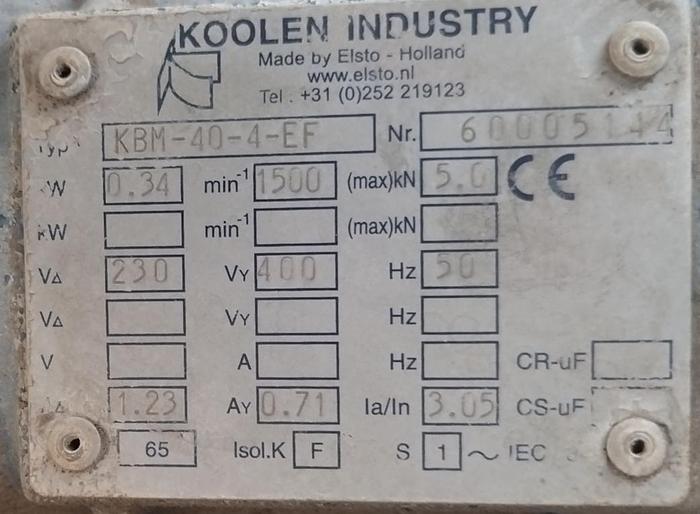 KOOLEN INDUSTRY
Made by Elsto - Holland
www.elsto.nl
Tel : +31 (0)252 219123
KBM-40-4-EF Nr. 60005144
kW 0.34 min-1 1500 (max)kN 5.0 CE
kW min-1 (max)kN
V∆ 230 VY 400 Hz 50
V∆ VY Hz
V A Hz CR-uF
1.23 AY 0.71 Ia/In 3.05 CS-uF
65 Isol.K F S 1 ~ IEC